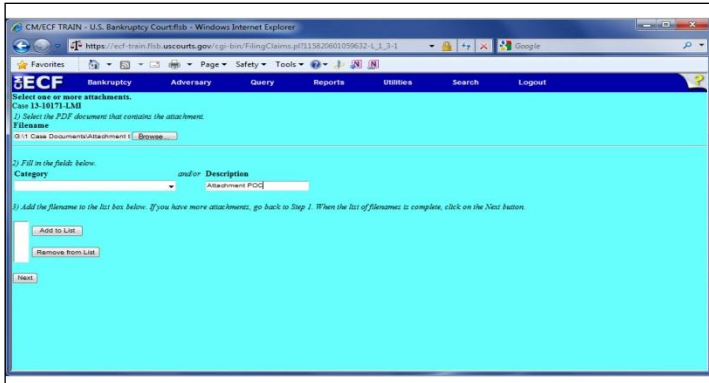 CM/ECF TRAIN - U.S. Bankruptcy Court:flsb - Windows Internet Explorer
https://ecf-train.flsb.uscourts.gov/cgi-bin/FilingClaims.pl?115820601059632-L_1_3-1
Google
Favorites Page Safety Tools
ECF Bankruptcy Adversary Query Reports Utilities Search Logout ?
Select one or more attachments.
Case 13-10171-LMI
1) Select the PDF document that contains the attachment.
Filename
G:\1 Case Documents\Attachment t Browse...
2) Fill in the fields below.
Category and/or Description
Attachment POC
3) Add the filename to the list box below. If you have more attachments, go back to Step 1. When the list of filenames is complete, click on the Next button.
Add to List
Remove from List
Next